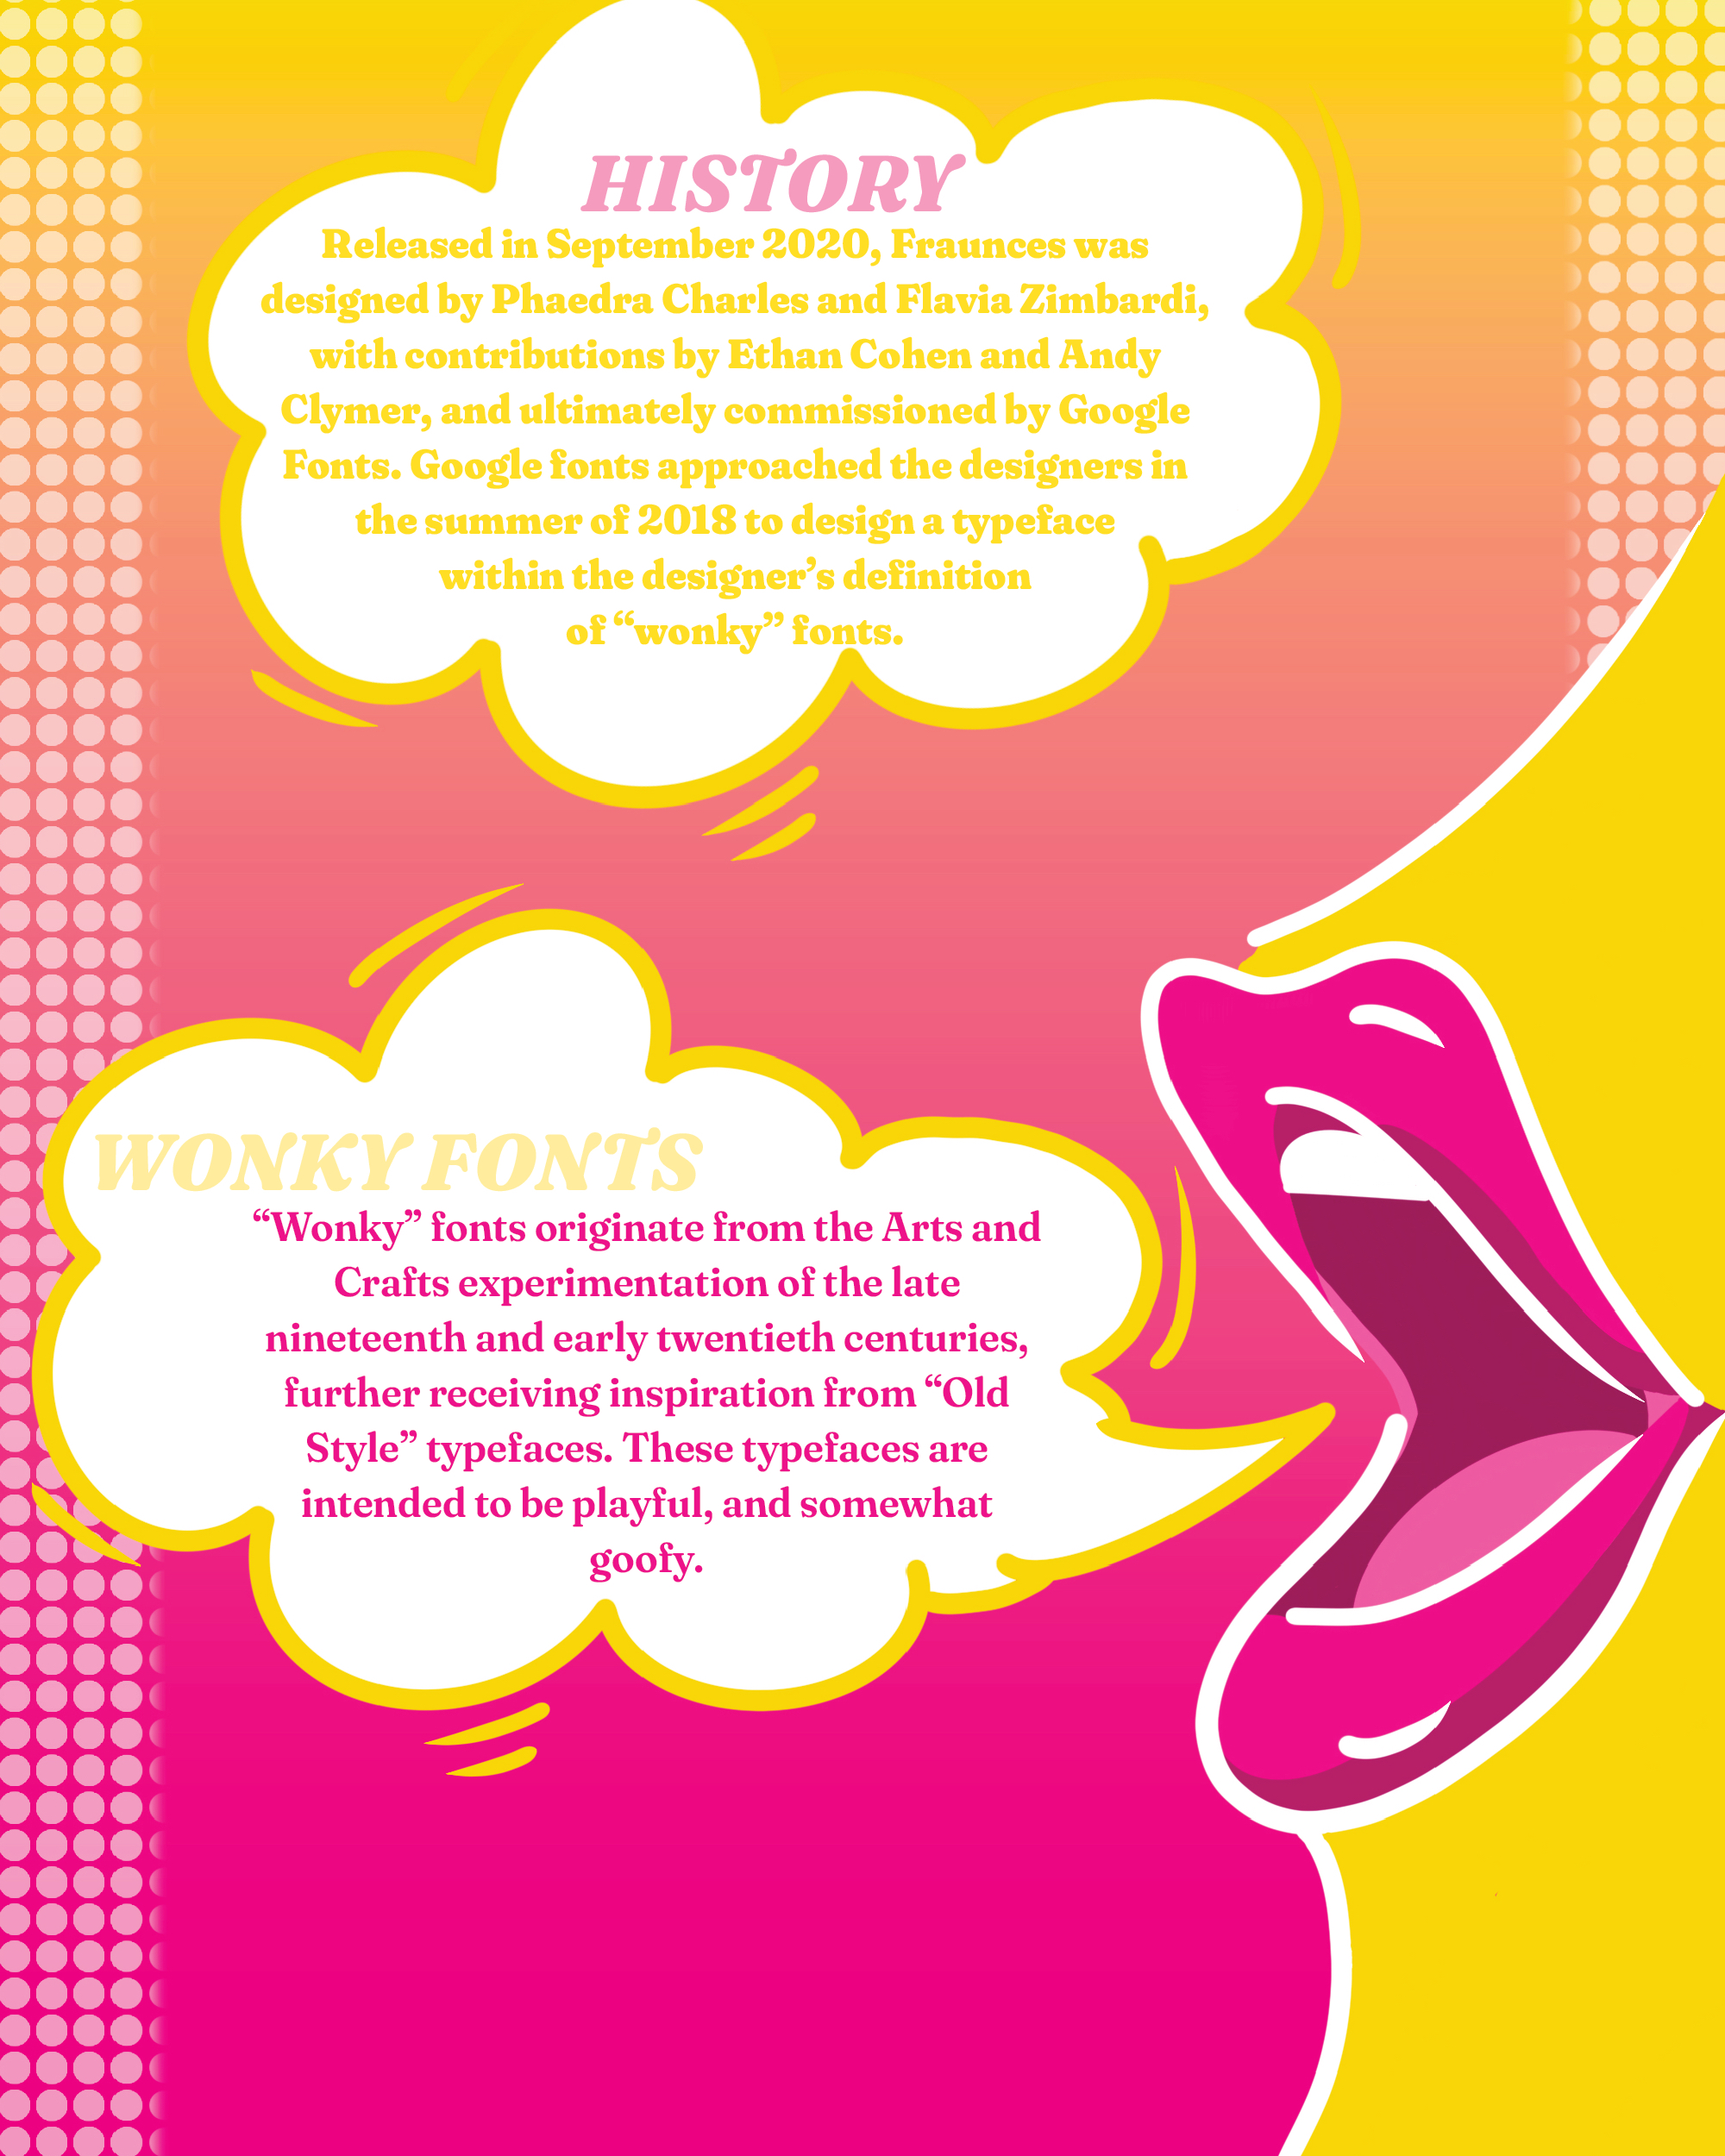 HISTORY
Released in September 2020, Fraunces was
designed by Phaedra Charles and Flavia Zimbardi,
with contributions by Ethan Cohen and Andy
Clymer, and ultimately commissioned by Google
Fonts. Google fonts approached the designers in
the summer of 2018 to design a typeface
within the designer’s definition
of “wonky” fonts.
WONKY FONTS
“Wonky” fonts originate from the Arts and
Crafts experimentation of the late
nineteenth and early twentieth centuries,
further receiving inspiration from “Old
Style” typefaces. These typefaces are
intended to be playful, and somewhat
goofy.